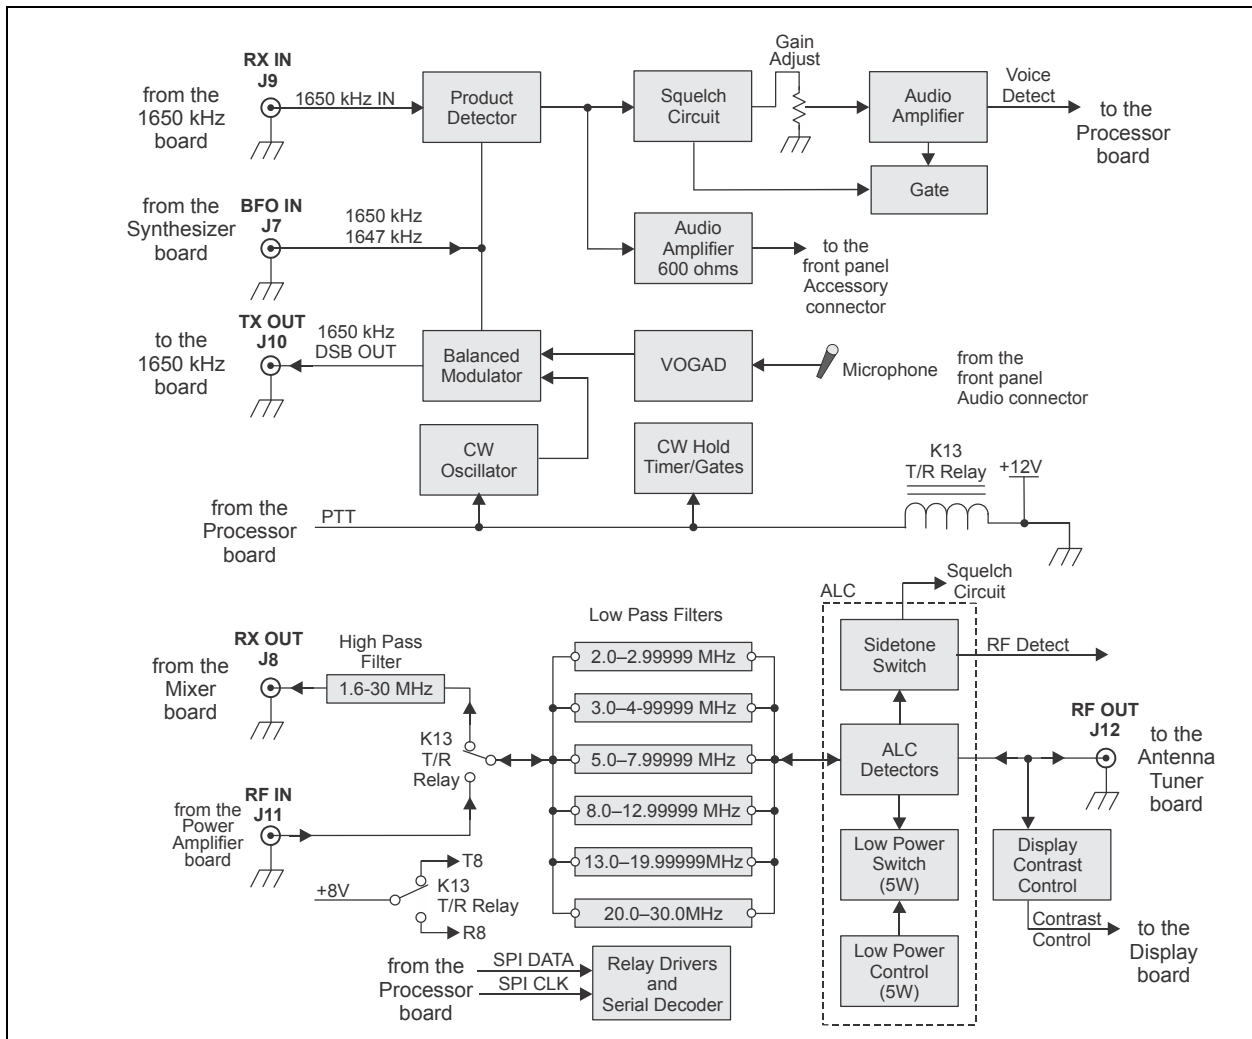 RX IN
J9
from the
1650 kHz
board
1650 kHz IN
Product
Detector
Squelch
Circuit
Gain
Adjust
Audio
Amplifier
Voice
Detect
to the
Processor
board
Gate
from the
Synthesizer
board
BFO IN
J7
1650 kHz
1647 kHz
Audio
Amplifier
600 ohms
to the
front panel
Accessory
connector
to the
1650 kHz
board
TX OUT
J10
1650 kHz
DSB OUT
Balanced
Modulator
VOGAD
Microphone
from the
front panel
Audio connector
CW
Oscillator
CW Hold
Timer/Gates
K13
T/R Relay
+12V
from the
Processor
board
PTT
Squelch
Circuit
ALC
Low Pass Filters
RX OUT
J8
from the
Mixer
board
High Pass
Filter
1.6-30 MHz
2.0–2.99999 MHz
3.0–4-99999 MHz
5.0–7.99999 MHz
8.0–12.99999 MHz
13.0–19.99999MHz
20.0–30.0MHz
Sidetone
Switch
RF Detect
K13
T/R
Relay
ALC
Detectors
RF OUT
J12
to the
Antenna
Tuner
board
RF IN
J11
from the
Power
Amplifier
board
Low Power
Switch
(5W)
Display
Contrast
Control
+8V
T8
K13
T/R Relay
R8
Contrast
Control
to the
Display
board
Low Power
Control
(5W)
from the
Processor
board
SPI DATA
SPI CLK
Relay Drivers
and
Serial Decoder